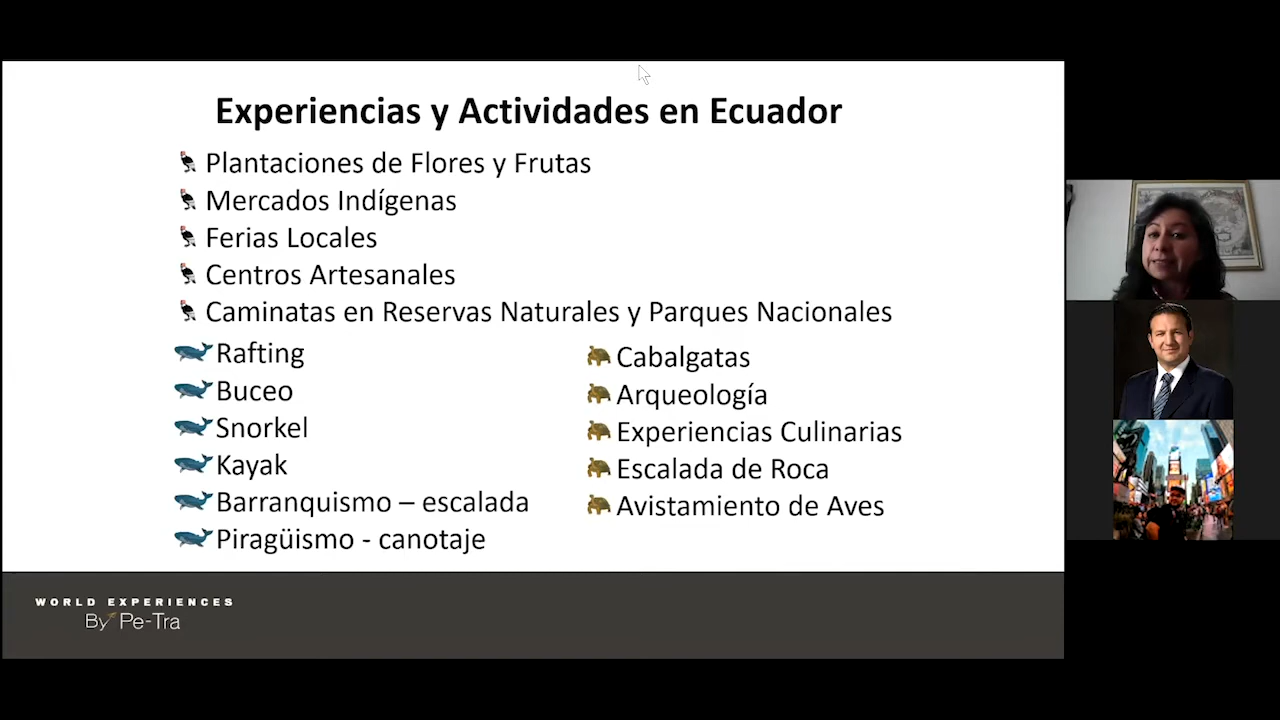 Experiencias y Actividades en Ecuador
Plantaciones de Flores y Frutas
Mercados Indígenas
Ferias Locales
Centros Artesanales
Caminatas en Reservas Naturales y Parques Nacionales
Rafting
Buceo
Snorkel
Kayak
Barranquismo – escalada
Piragüismo - canotaje
Cabalgatas
Arqueología
Experiencias Culinarias
Escalada de Roca
Avistamiento de Aves
WORLD EXPERIENCES
By Pe-Tra